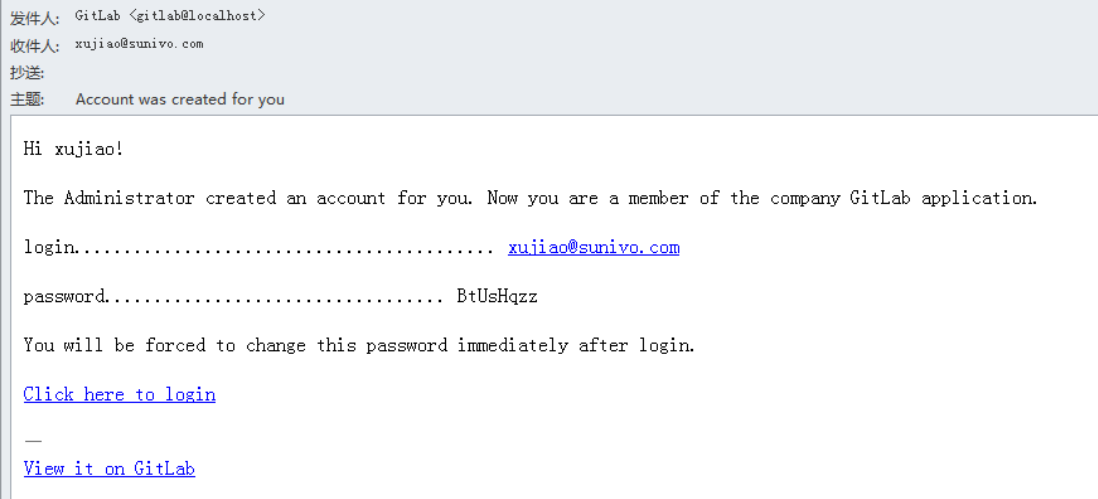 发件人: GitLab <gitlab@localhost>
收件人: xujiao@sunivo.com
抄送:
主题: Account was created for you
Hi xujiao!
The Administrator created an account for you. Now you are a member of the company GitLab application.
login.......................................... xujiao@sunivo.com
password.................................. BtUsHqzz
You will be forced to change this password immediately after login.
Click here to login
—
View it on GitLab